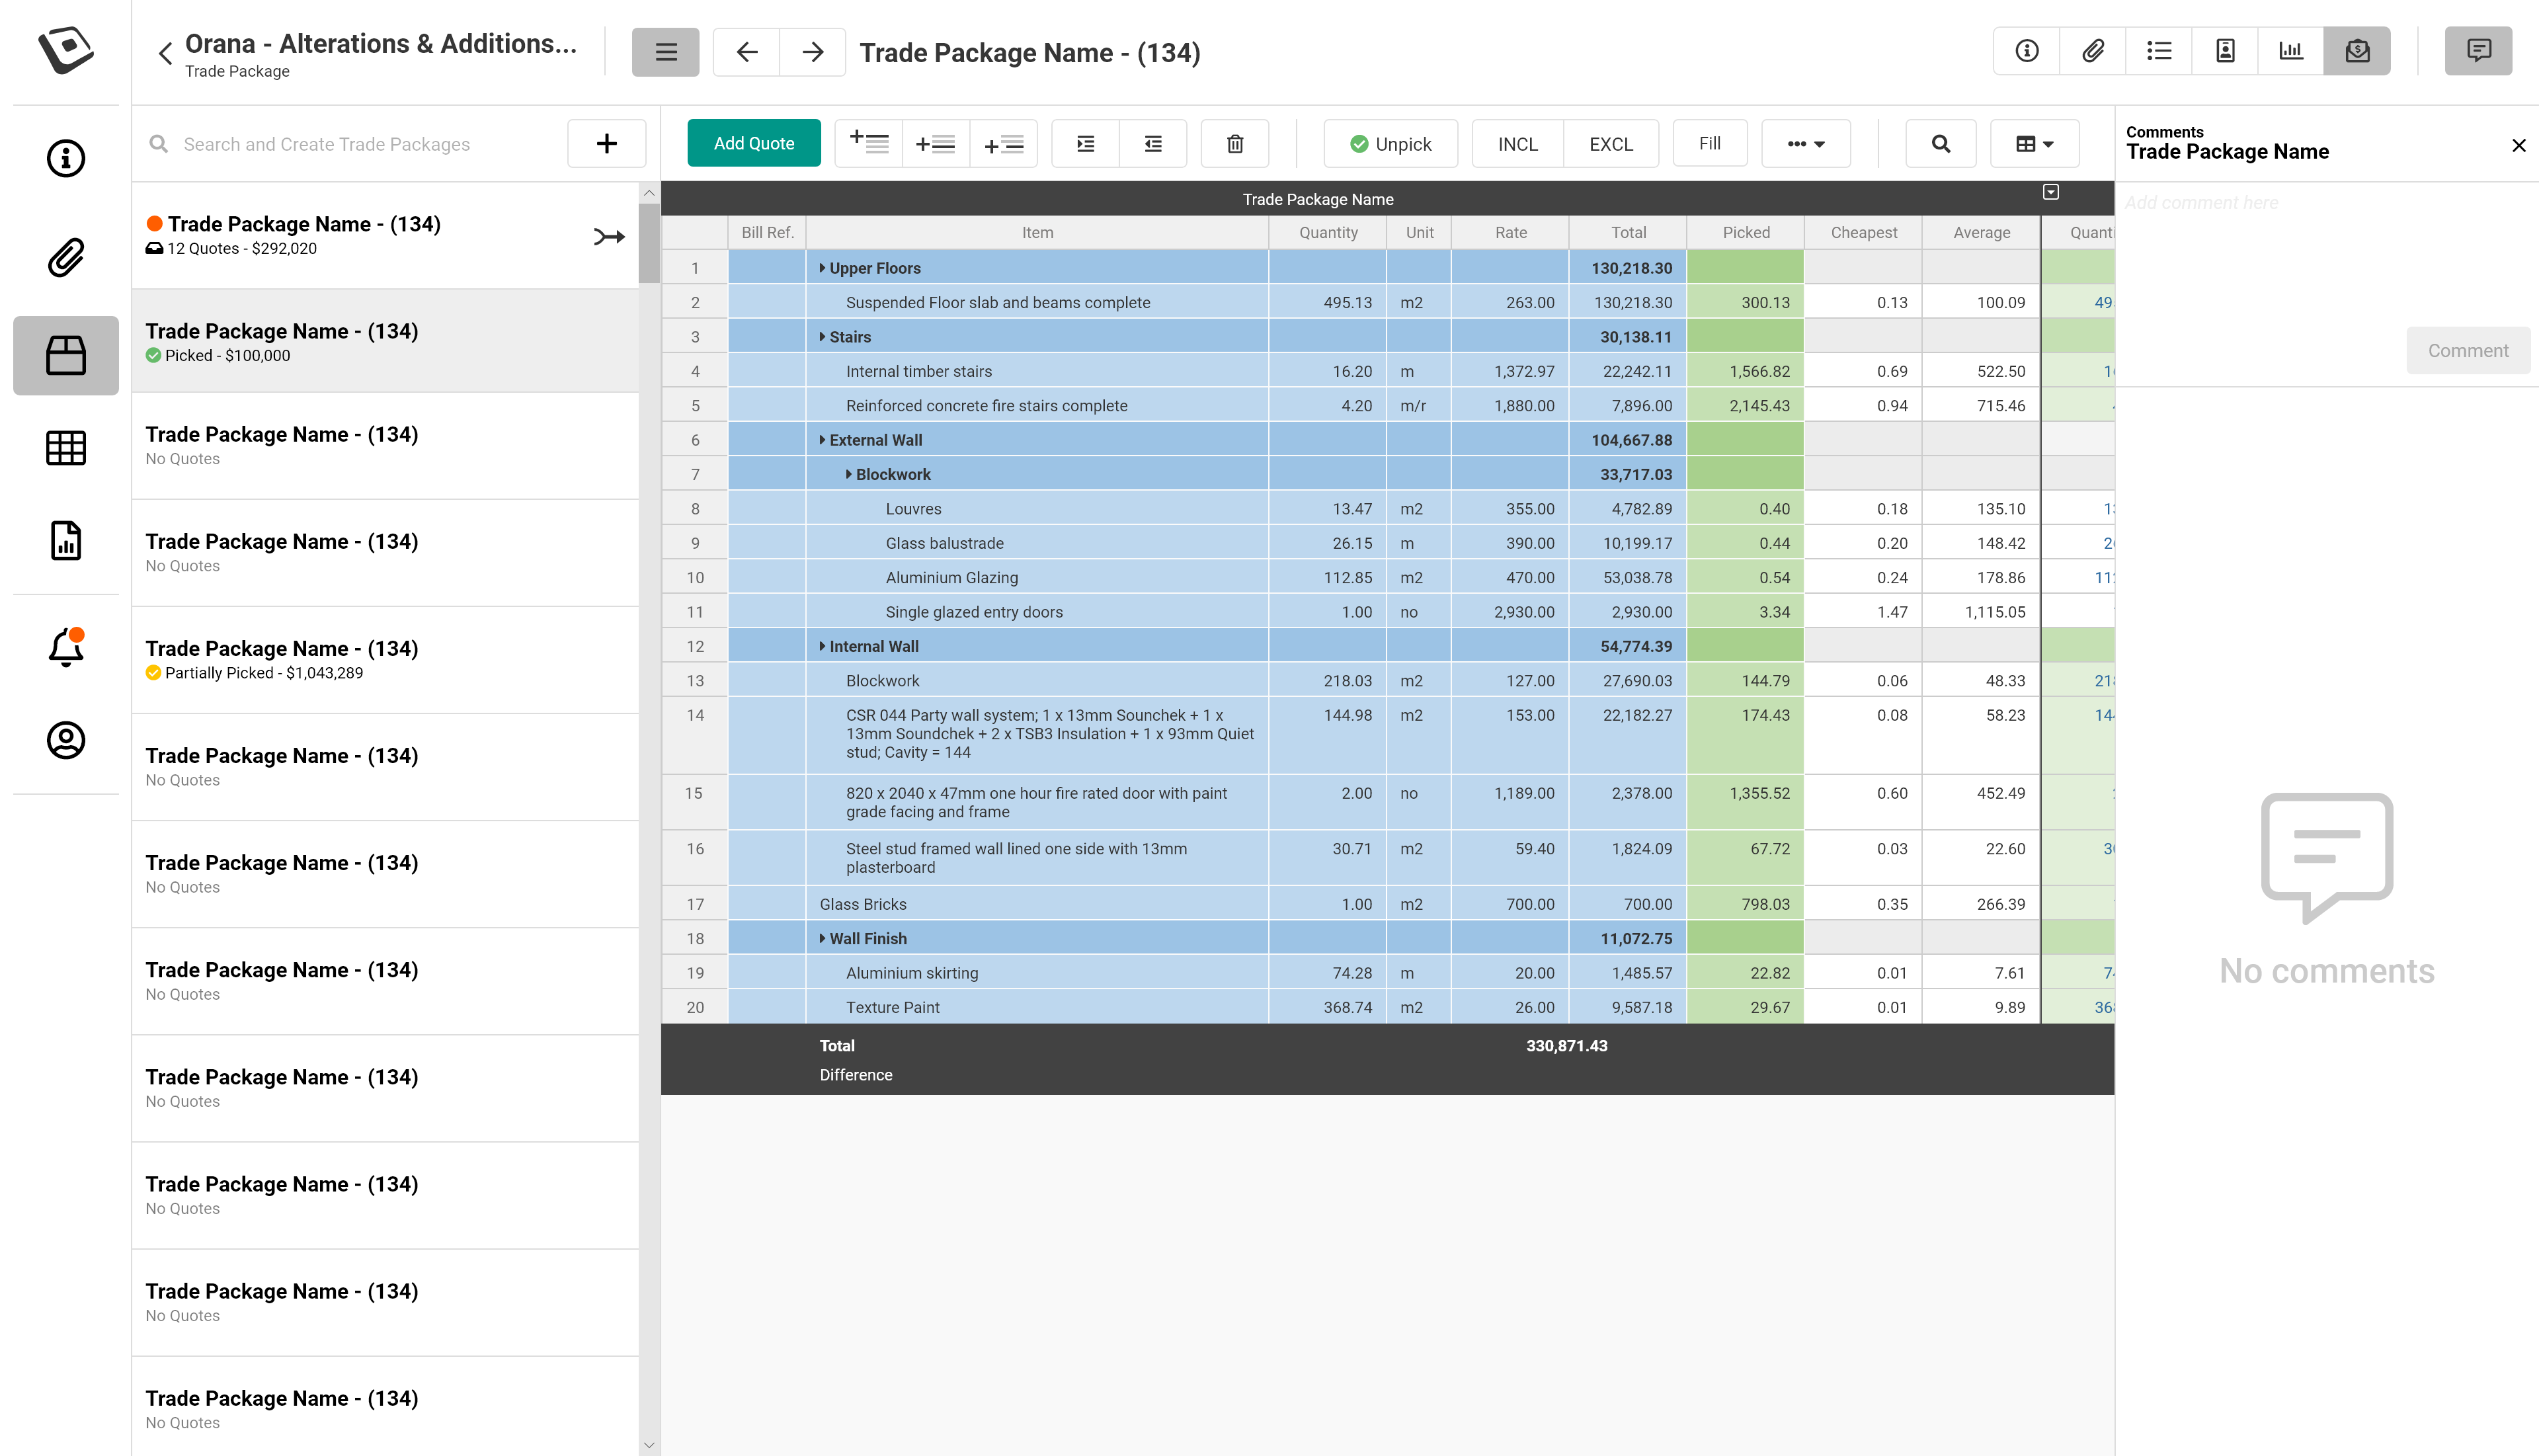 Orana - Alterations & Additions...
Trade Package
Trade Package Name - (134)
Search and Create Trade Packages
Trade Package Name - (134)
12 Quotes - $292,020
Trade Package Name - (134)
Picked - $100,000
Trade Package Name - (134)
No Quotes
Trade Package Name - (134)
No Quotes
Trade Package Name - (134)
Partially Picked - $1,043,289
Trade Package Name - (134)
No Quotes
Trade Package Name - (134)
No Quotes
Trade Package Name - (134)
No Quotes
Trade Package Name - (134)
No Quotes
Trade Package Name - (134)
No Quotes
Trade Package Name - (134)
No Quotes
Trade Package Name - (134)
No Quotes
Add Quote Unpick INCL EXCL Fill
Trade Package Name
Bill Ref. Item Quantity Unit Rate Total Picked Cheapest Average
1 Upper Floors 130,218.30
2 Suspended Floor slab and beams complete 495.13 m2 263.00 130,218.30 300.13 0.13 100.09
3 Stairs 30,138.11
4 Internal timber stairs 16.20 m 1,372.97 22,242.11 1,566.82 0.69 522.50
5 Reinforced concrete fire stairs complete 4.20 m/r 1,880.00 7,896.00 2,145.43 0.94 715.46
6 External Wall 104,667.88
7 Blockwork 33,717.03
8 Louvres 13.47 m2 355.00 4,782.89 0.40 0.18 135.10
9 Glass balustrade 26.15 m 390.00 10,199.17 0.44 0.20 148.42
10 Aluminium Glazing 112.85 m2 470.00 53,038.78 0.54 0.24 178.86
11 Single glazed entry doors 1.00 no 2,930.00 2,930.00 3.34 1.47 1,115.05
12 Internal Wall 54,774.39
13 Blockwork 218.03 m2 127.00 27,690.03 144.79 0.06 48.33
14 CSR 044 Party wall system; 1 x 13mm Sounchek + 1 x 144.98 m2 153.00 22,182.27 174.43 0.08 58.23
13mm Soundchek + 2 x TSB3 Insulation + 1 x 93mm Quiet
stud; Cavity = 144
15 820 x 2040 x 47mm one hour fire rated door with paint 2.00 no 1,189.00 2,378.00 1,355.52 0.60 452.49
grade facing and frame
16 Steel stud framed wall lined one side with 13mm 30.71 m2 59.40 1,824.09 67.72 0.03 22.60
plasterboard
17 Glass Bricks 1.00 m2 700.00 700.00 798.03 0.35 266.39
18 Wall Finish 11,072.75
19 Aluminium skirting 74.28 m 20.00 1,485.57 22.82 0.01 7.61
20 Texture Paint 368.74 m2 26.00 9,587.18 29.67 0.01 9.89
Total 330,871.43
Difference
Comments
Trade Package Name
Add comment here
Comment
No comments